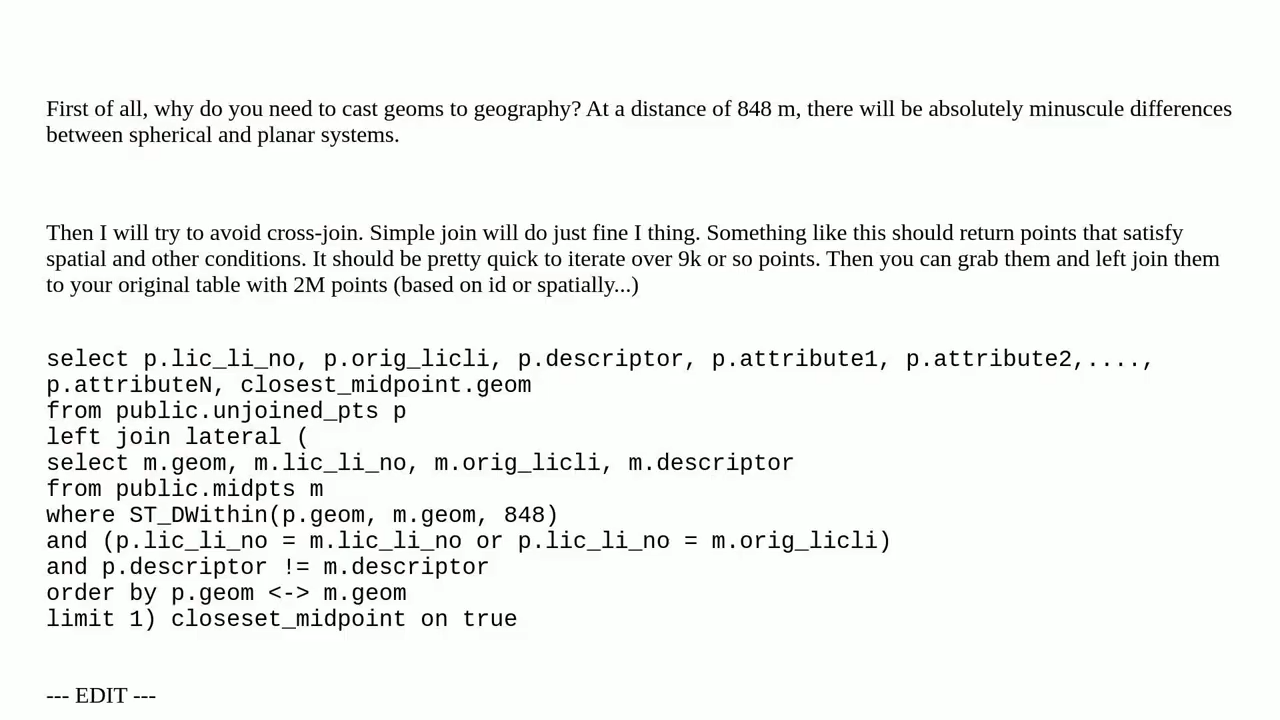 First of all, why do you need to cast geoms to geography? At a distance of 848 m, there will be absolutely minuscule differences
between spherical and planar systems.
Then I will try to avoid cross-join. Simple join will do just fine I thing. Something like this should return points that satisfy
spatial and other conditions. It should be pretty quick to iterate over 9k or so points. Then you can grab them and left join them
to your original table with 2M points (based on id or spatially...)
select p.lic_li_no, p.orig_licli, p.descriptor, p.attribute1, p.attribute2,....,
p.attributeN, closest_midpoint.geom
from public.unjoined_pts p
left join lateral (
select m.geom, m.lic_li_no, m.orig_licli, m.descriptor
from public.midpts m
where ST_DWithin(p.geom, m.geom, 848)
and (p.lic_li_no = m.lic_li_no or p.lic_li_no = m.orig_licli)
and p.descriptor != m.descriptor
order by p.geom <-> m.geom
limit 1) closeset_midpoint on true
--- EDIT ---